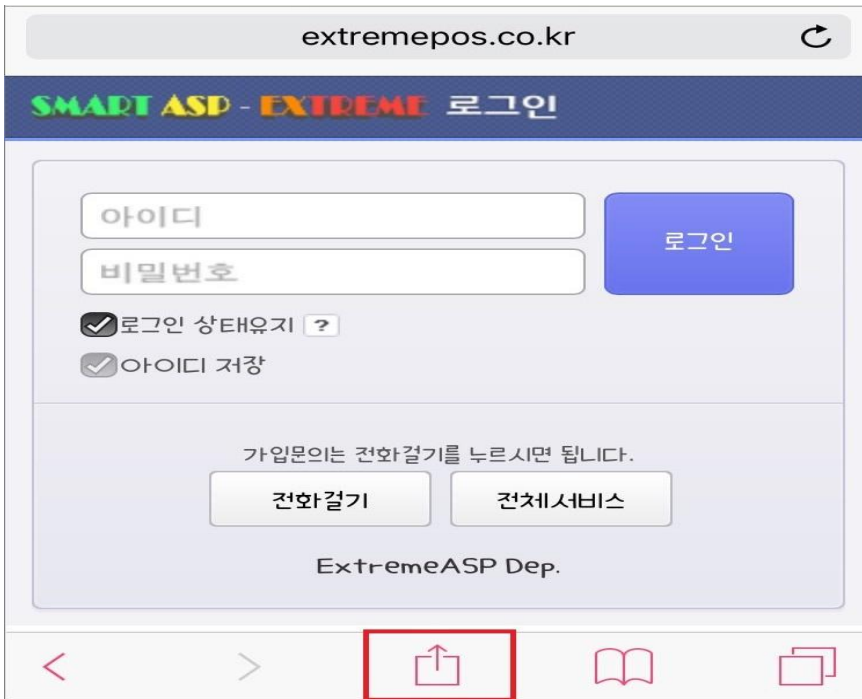 extremepos.co.kr
SMART ASP - EXTREME 로그인
아이디
비밀번호
로그인
로그인 상태유지 ?
아이디 저장
가입문의는 전화걸기를 누르시면 됩니다.
전화걸기 전체서비스
ExtremeASP Dep.